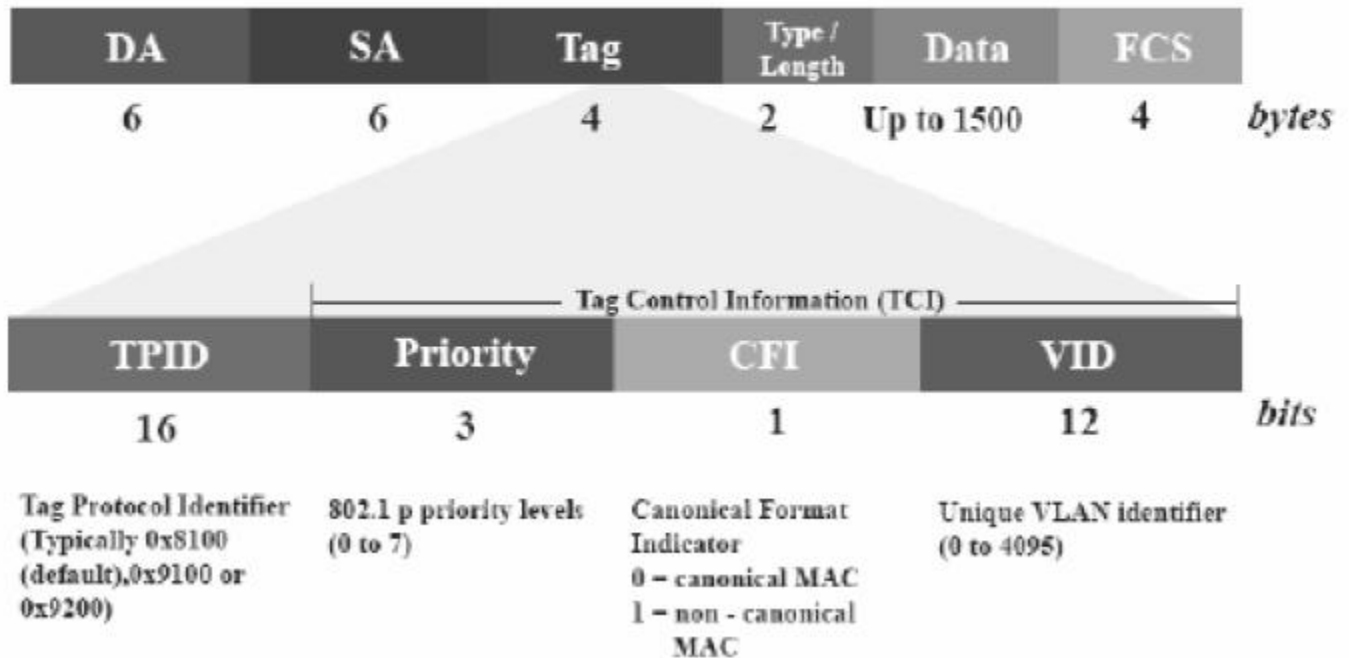 DA SA Tag Type / Length Data FCS
6 6 4 2 Up to 1500 4 bytes
Tag Control Information (TCI)
TPID Priority CFI VID
16 3 1 12 bits
Tag Protocol Identifier
(Typically 0x8100
(default),0x9100 or
0x9200)
802.1 p priority levels
(0 to 7)
Canonical Format
Indicator
0 – canonical MAC
1 – non - canonical
MAC
Unique VLAN identifier
(0 to 4095)